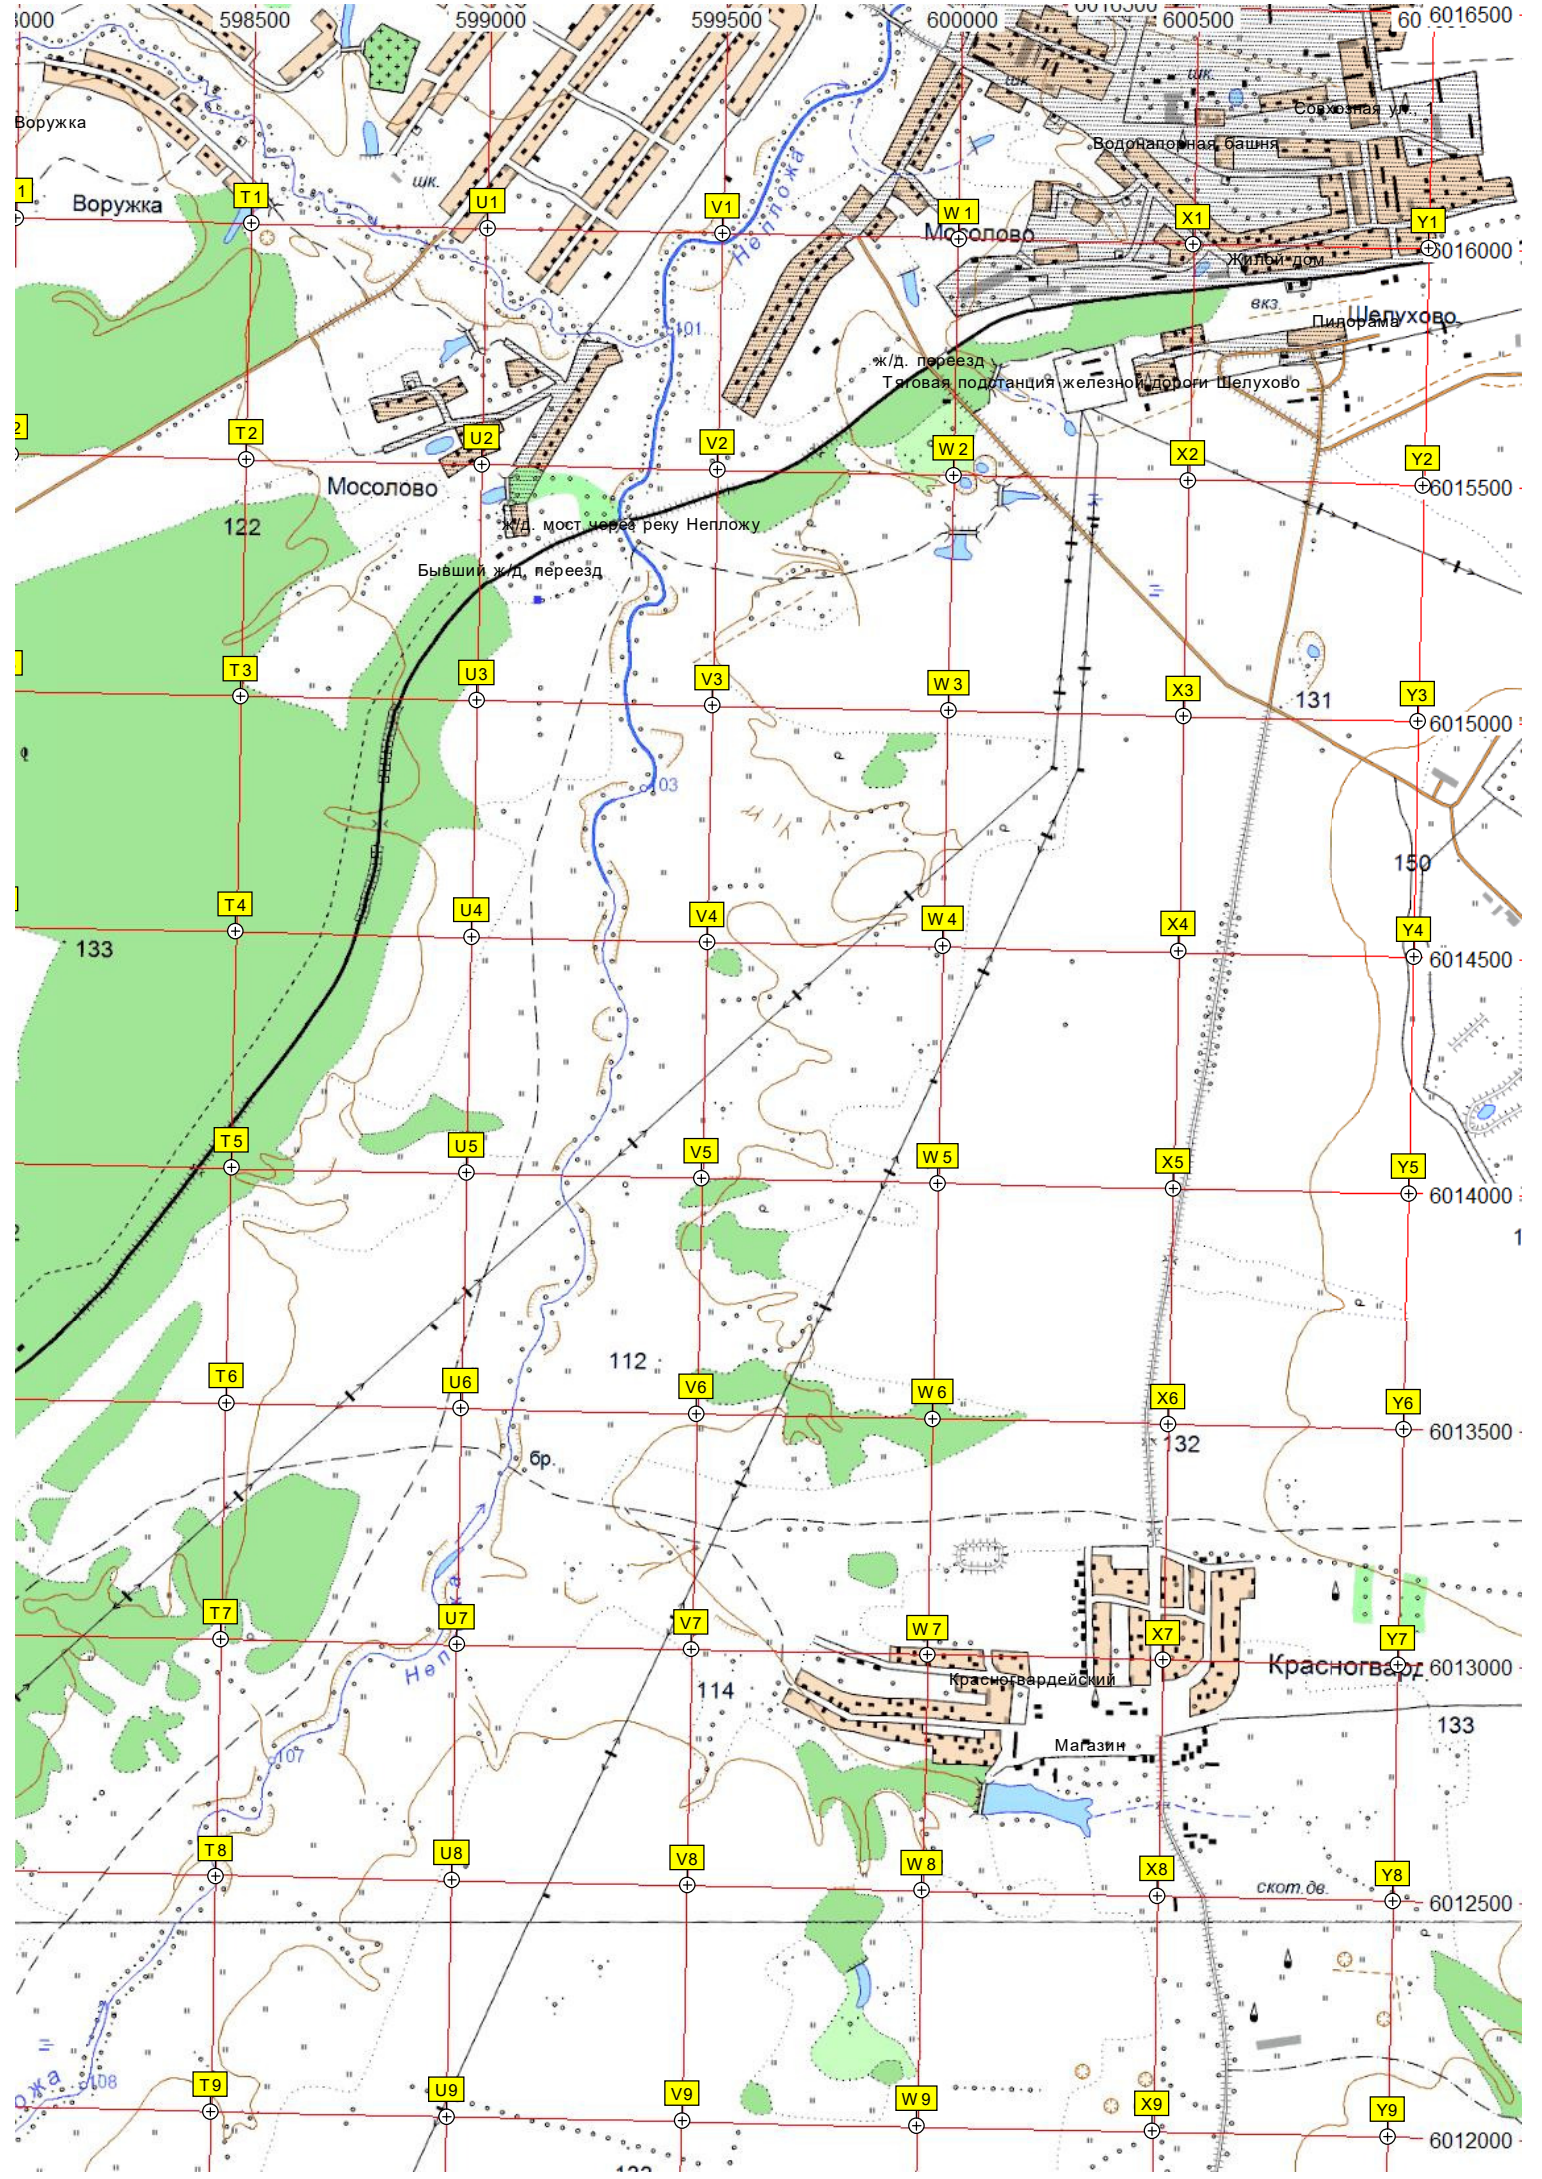 598500
599000
599500
600000
600500
6016500
шк.
шк.
Совхозная ул., 1
Воружка
Водонапорная башня
шк.
Непложа
T1
U1
V1
W1
X1
Y1
Воружка
Мосолово
6016000
Жилой дом
вкз.
Шелухово
Пилорама
101
ж/д. переезд
Тяговая подстанция железной дороги Шелухово
T2
U2
V2
W2
X2
Y2
Мосолово
6015500
122
ж/д. мост через реку Непложу
Бывший ж/д. переезд
T3
U3
V3
W3
X3
Y3
131
6015000
103
150
T4
U4
V4
W4
X4
Y4
133
6014500
T5
U5
V5
W5
X5
Y5
6014000
112
T6
U6
V6
W6
X6
Y6
132
6013500
бр.
T7
U7
V7
W7
X7
Y7
6013000
Красногвардейский
114
133
Магазин
107
T8
U8
V8
W8
X8
Y8
скот.дв.
6012500
108
T9
U9
V9
W9
X9
Y9
6012000